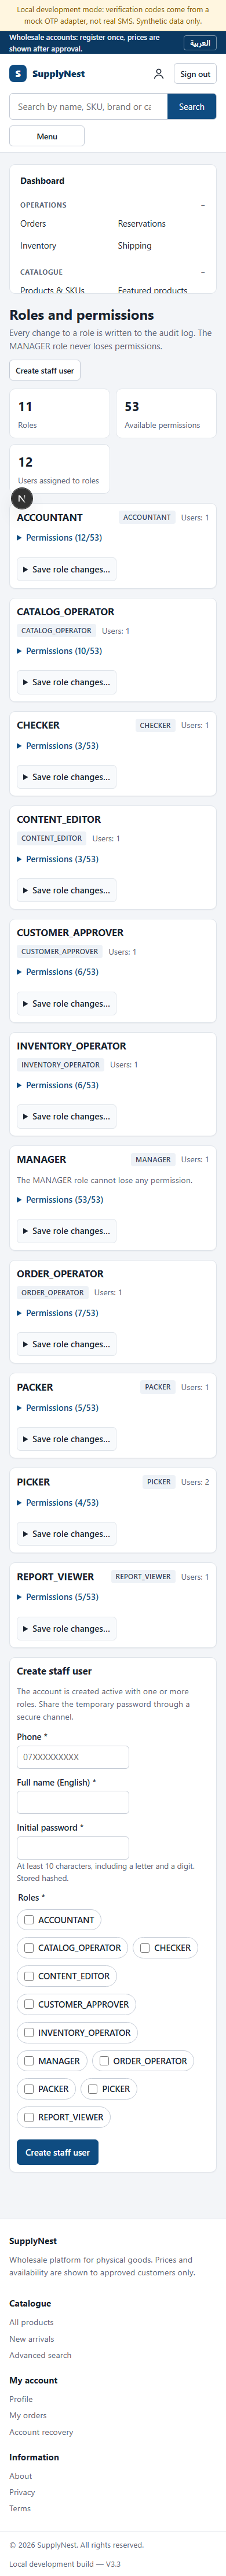 Local development mode: verification codes come from a
mock OTP adapter, not real SMS. Synthetic data only.
Wholesale accounts: register once, prices are
shown after approval.
العربية
S SupplyNest
Sign out
Search by name, SKU, brand or ca
Search
Menu
Dashboard
OPERATIONS –
Orders Reservations
Inventory Shipping
CATALOGUE –
Products & SKUs Featured products
Roles and permissions
Every change to a role is written to the audit log. The
MANAGER role never loses permissions.
Create staff user
11
Roles
53
Available permissions
12
Users assigned to roles
N
ACCOUNTANT ACCOUNTANT Users: 1
Permissions (12/53)
Save role changes...
CATALOG_OPERATOR
CATALOG_OPERATOR Users: 1
Permissions (10/53)
Save role changes...
CHECKER CHECKER Users: 1
Permissions (3/53)
Save role changes...
CONTENT_EDITOR
CONTENT_EDITOR Users: 1
Permissions (3/53)
Save role changes...
CUSTOMER_APPROVER
CUSTOMER_APPROVER Users: 1
Permissions (6/53)
Save role changes...
INVENTORY_OPERATOR
INVENTORY_OPERATOR Users: 1
Permissions (6/53)
Save role changes...
MANAGER MANAGER Users: 1
The MANAGER role cannot lose any permission.
Permissions (53/53)
Save role changes...
ORDER_OPERATOR
ORDER_OPERATOR Users: 1
Permissions (7/53)
Save role changes...
PACKER PACKER Users: 1
Permissions (5/53)
Save role changes...
PICKER PICKER Users: 2
Permissions (4/53)
Save role changes...
REPORT_VIEWER REPORT_VIEWER Users: 1
Permissions (5/53)
Save role changes...
Create staff user
The account is created active with one or more
roles. Share the temporary password through a
secure channel.
Phone *
07XXXXXXXXX
Full name (English) *
Initial password *
At least 10 characters, including a letter and a digit.
Stored hashed.
Roles *
ACCOUNTANT
CATALOG_OPERATOR CHECKER
CONTENT_EDITOR
CUSTOMER_APPROVER
INVENTORY_OPERATOR
MANAGER ORDER_OPERATOR
PACKER PICKER
REPORT_VIEWER
Create staff user
SupplyNest
Wholesale platform for physical goods. Prices and
availability are shown to approved customers only.
Catalogue
All products
New arrivals
Advanced search
My account
Profile
My orders
Account recovery
Information
About
Privacy
Terms
© 2026 SupplyNest. All rights reserved.
Local development build — V3.3